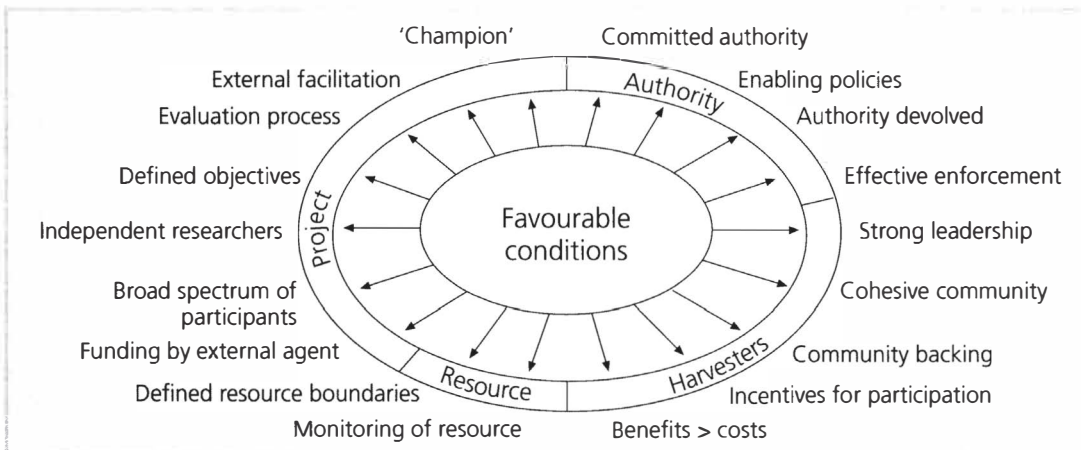 'Champion'
Committed authority
External facilitation
Authority
Enabling policies
Evaluation process
Authority devolved
Defined objectives
Effective enforcement
Project
Independent researchers
Favourable
conditions
Strong leadership
Broad spectrum of
participants
Cohesive community
Funding by external agent
Community backing
Defined resource boundaries
Resource
Harvesters
Incentives for participation
Monitoring of resource
Benefits > costs